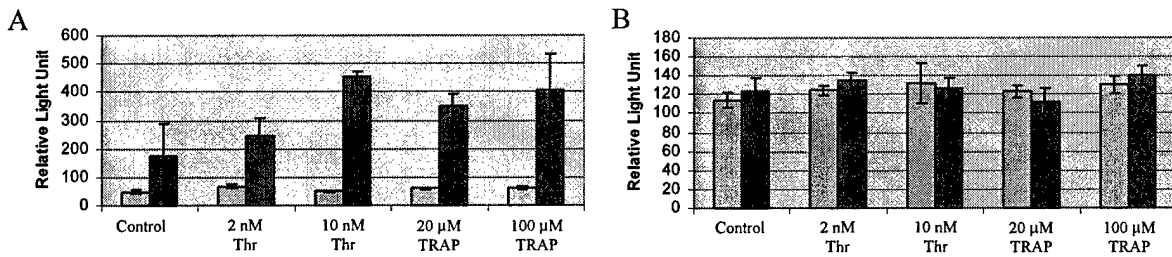 A
Relative Light Unit
600
500
400
300
200
100
0
Control
2 nM
Thr
10 nM
Thr
20 µM
TRAP
100 µM
TRAP
B
Relative Light Unit
180
160
140
120
100
80
60
40
20
0
Control
2 nM
Thr
10 nM
Thr
20 µM
TRAP
100 µM
TRAP